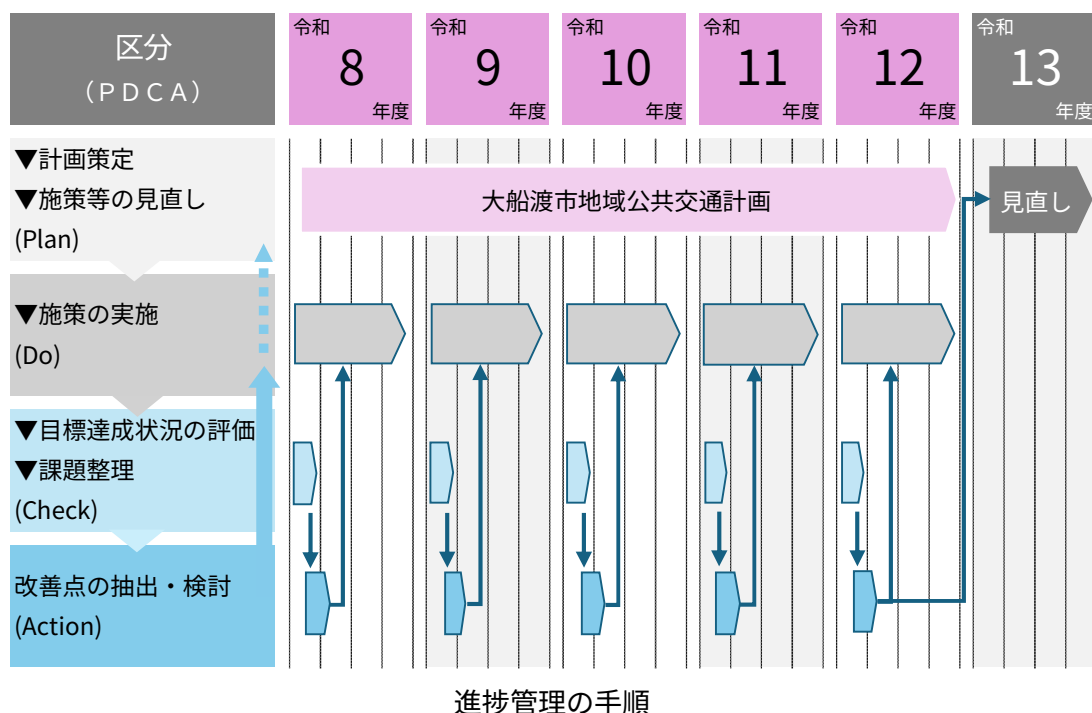 区分
（ＰＤＣＡ）
令和
8
年度
令和
9
年度
令和
10
年度
令和
11
年度
令和
12
年度
令和
13
年度
▼計画策定
▼施策等の見直し
(Plan)
大船渡市地域公共交通計画
見直し
▼施策の実施
(Do)
▼目標達成状況の評価
▼課題整理
(Check)
改善点の抽出・検討
(Action)
進捗管理の手順